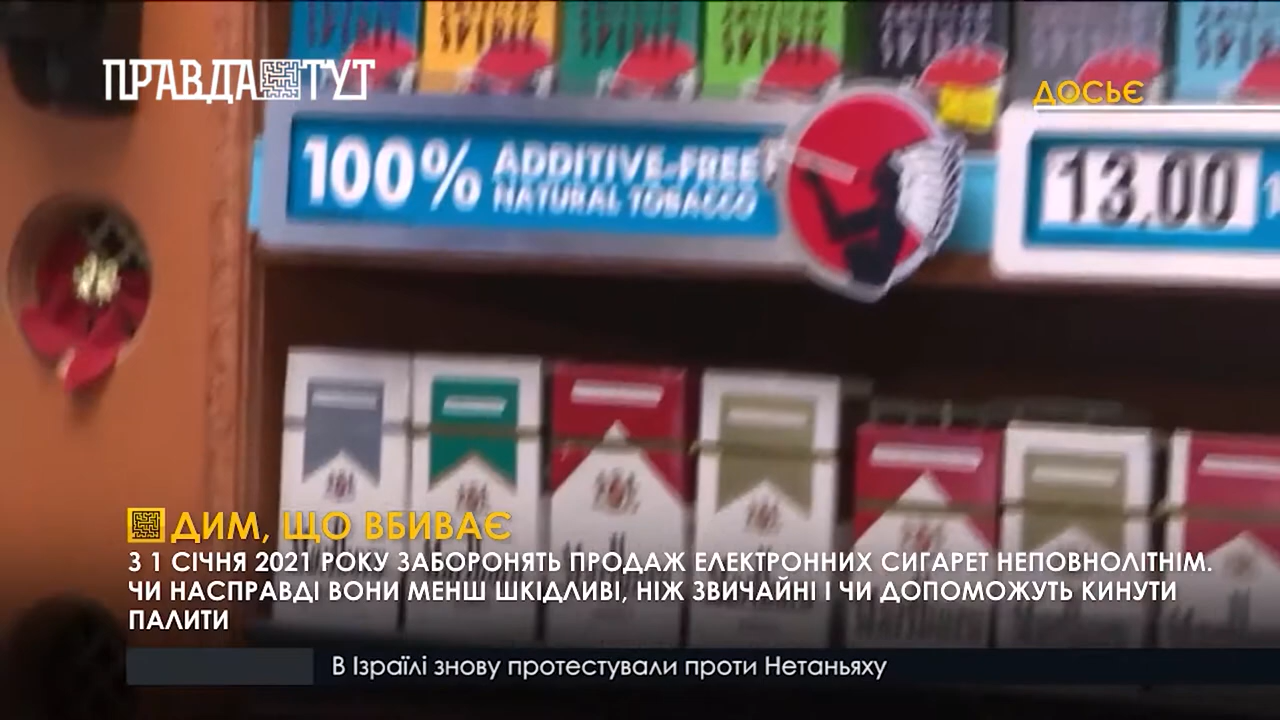 ПРАВДА ТУТ
ДОСЬЄ
100% ADDITIVE-FREE
NATURAL TOBACCO
13,00
ДИМ, ЩО ВБИВАЄ
З 1 СІЧНЯ 2021 РОКУ ЗАБОРОНЯТЬ ПРОДАЖ ЕЛЕКТРОННИХ СИГАРЕТ НЕПОВНОЛІТНІМ.
ЧИ НАСПРАВДІ ВОНИ МЕНШ ШКІДЛИВІ, НІЖ ЗВИЧАЙНІ І ЧИ ДОПОМОЖУТЬ КИНУТИ
ПАЛИТИ
В Ізраїлі знову протестували проти Нетаньяху